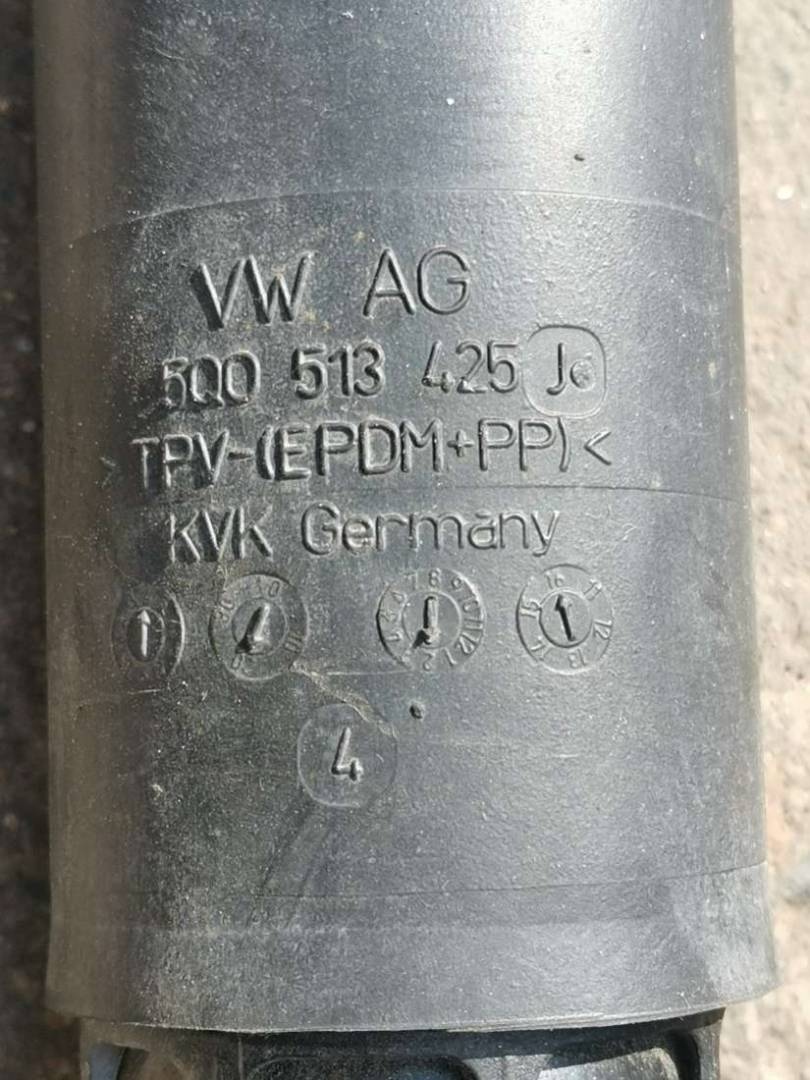 VW AG
5Q0 513 425 J
>TPV-(EPDM+PP)<
KVK Germany
4